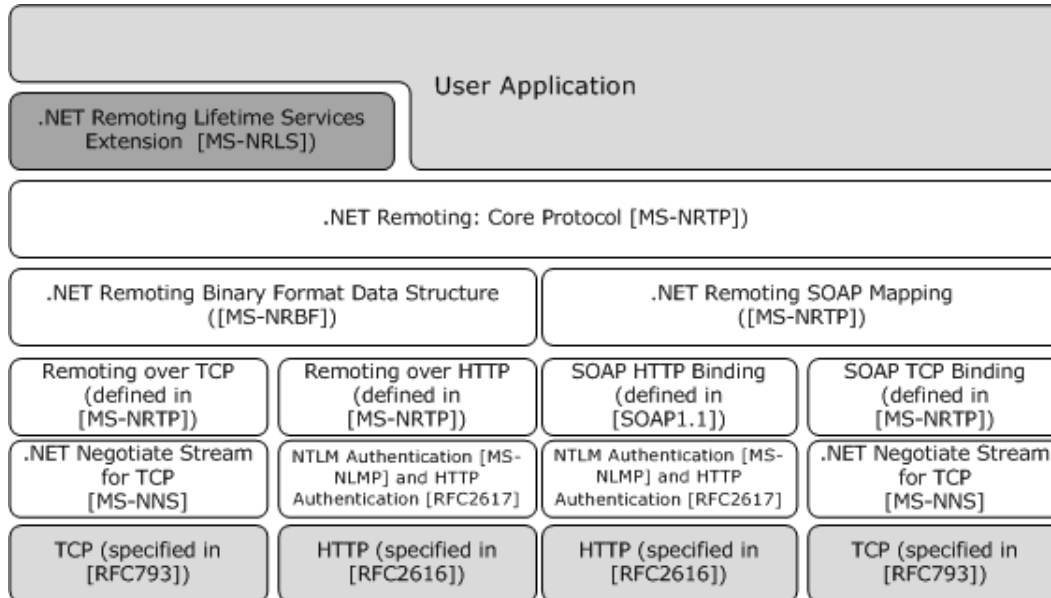 User Application
.NET Remoting Lifetime Services
Extension  [MS-NRLS])
.NET Remoting: Core Protocol [MS-NRTP])
.NET Remoting Binary Format Data Structure
([MS-NRBF])
.NET Remoting SOAP Mapping
([MS-NRTP])
Remoting over TCP
(defined in
[MS-NRTP])
Remoting over HTTP
(defined in
[MS-NRTP])
SOAP HTTP Binding
(defined in
[SOAP1.1])
SOAP TCP Binding
(defined in
[MS-NRTP])
.NET Negotiate Stream
for TCP
[MS-NNS]
NTLM Authentication [MS-
NLMP] and HTTP
Authentication [RFC2617]
NTLM Authentication [MS-
NLMP] and HTTP
Authentication [RFC2617]
.NET Negotiate Stream
for TCP
[MS-NNS]
TCP (specified in
[RFC793])
HTTP (specified in
[RFC2616])
HTTP (specified in
[RFC2616])
TCP (specified in
[RFC793])